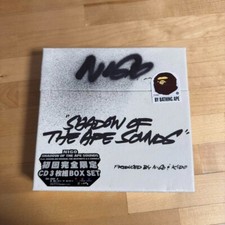 NIGO
BY BATHING APE
"SHADOW OF
THE APE SOUNDS"
PRODUCED BY NIGO & KUDO
NIGO
SHADOW OF THE APE SOUNDS
初回完全限定
CD3枚組BOX SET